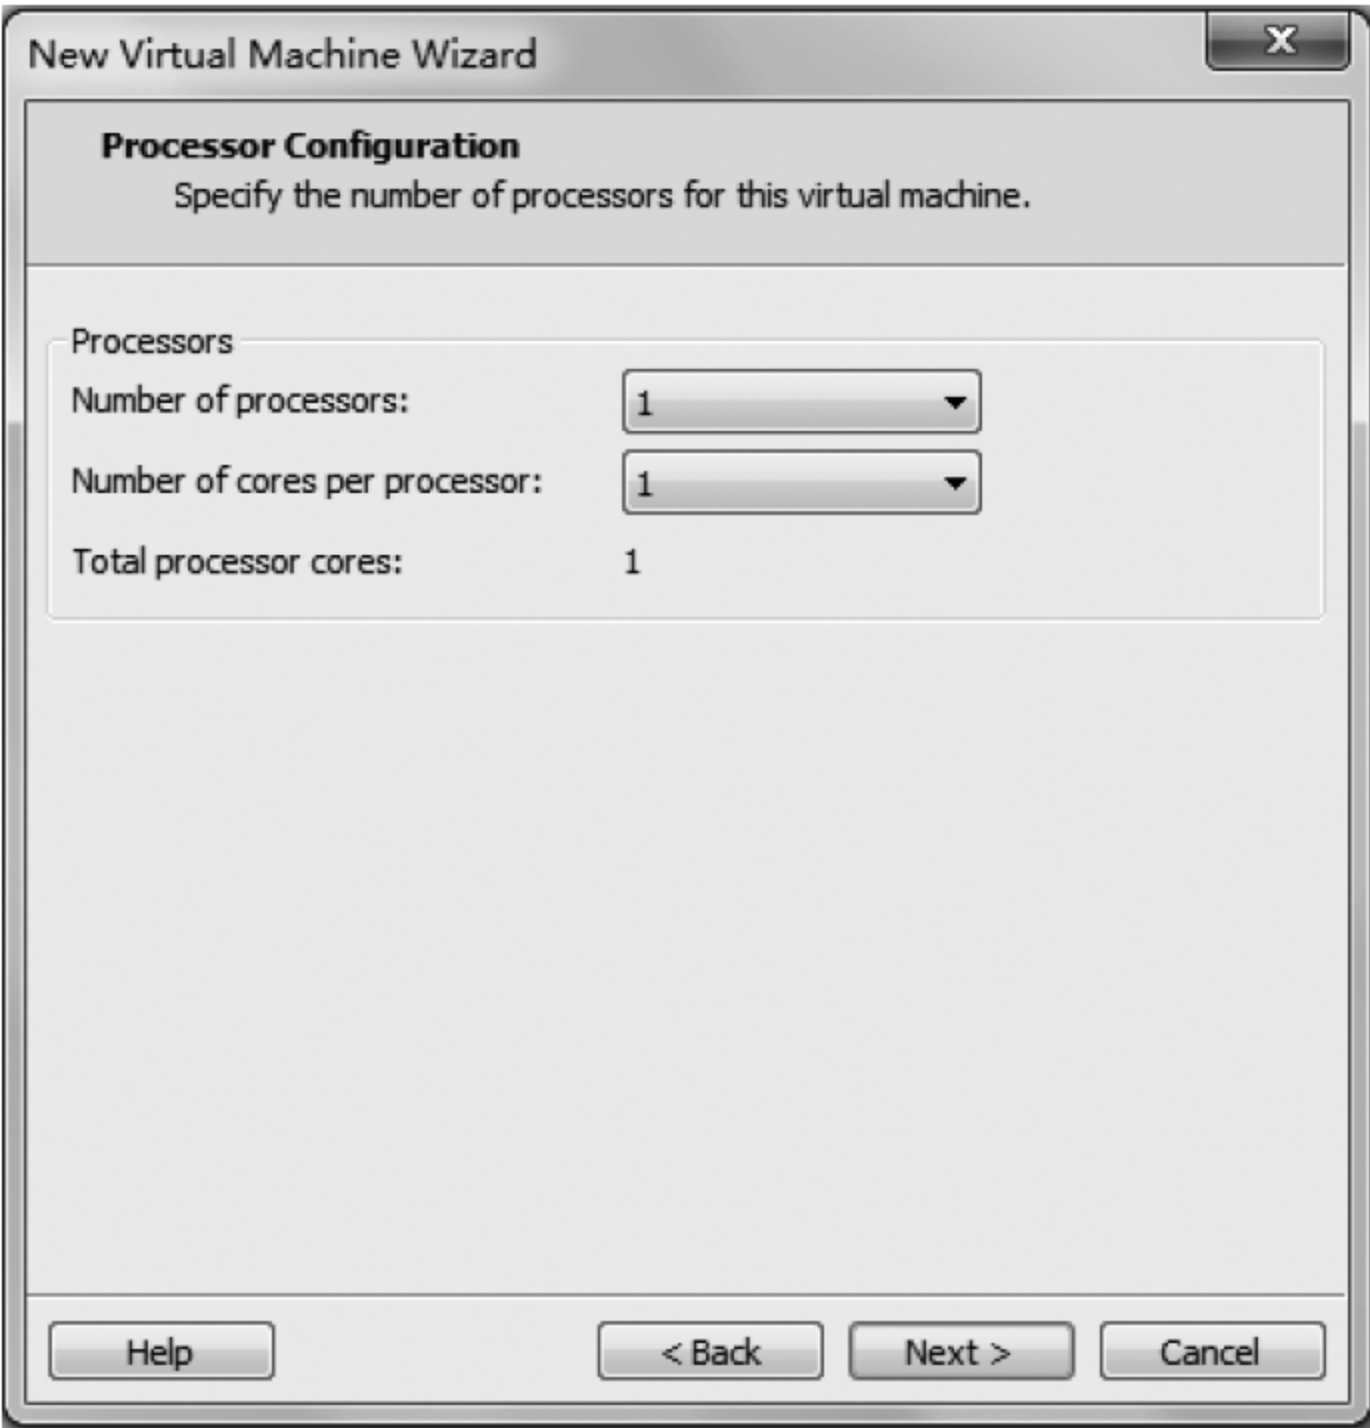 New Virtual Machine Wizard
Processor Configuration
Specify the number of processors for this virtual machine.
Processors
Number of processors: 1
Number of cores per processor: 1
Total processor cores: 1
Help < Back Next > Cancel